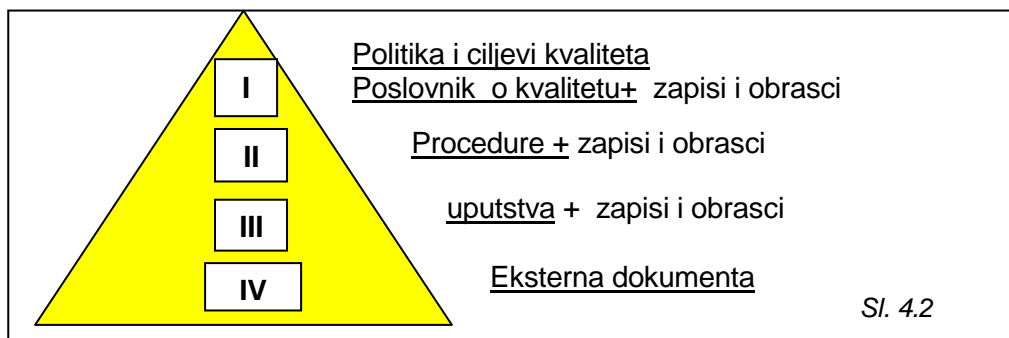 Politika i ciljevi kvaliteta
I
Poslovnik o kvalitetu+ zapisi i obrasci
II
Procedure + zapisi i obrasci
III
uputstva + zapisi i obrasci
IV
Eksterna dokumenta
Sl. 4.2